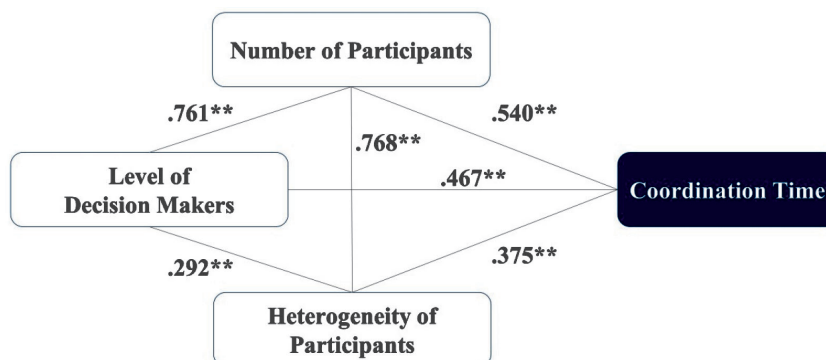 Number of Participants
.761**
.540**
.768**
Level of
Decision Makers
.467**
Coordination Time
.292**
.375**
Heterogeneity of
Participants